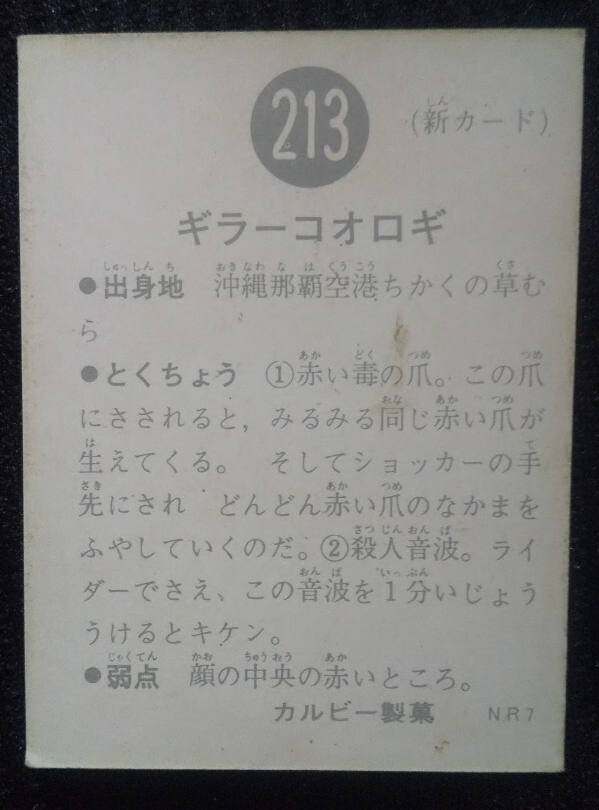 213
(新カード)
ギラーコオロギ
●出身地　沖縄那覇空港ちかくの草む
ら
●とくちょう　①赤い毒の爪。この爪
にさされると，みるみる同じ赤い爪が
生えてくる。　そしてショッカーの手
先にされ　どんどん赤い爪のなかまを
ふやしていくのだ。②殺人音波。ライ
ダーでさえ、この音波を1分いじょう
うけるとキケン。
●弱点　顔の中央の赤いところ。
カルビー製菓　NR7